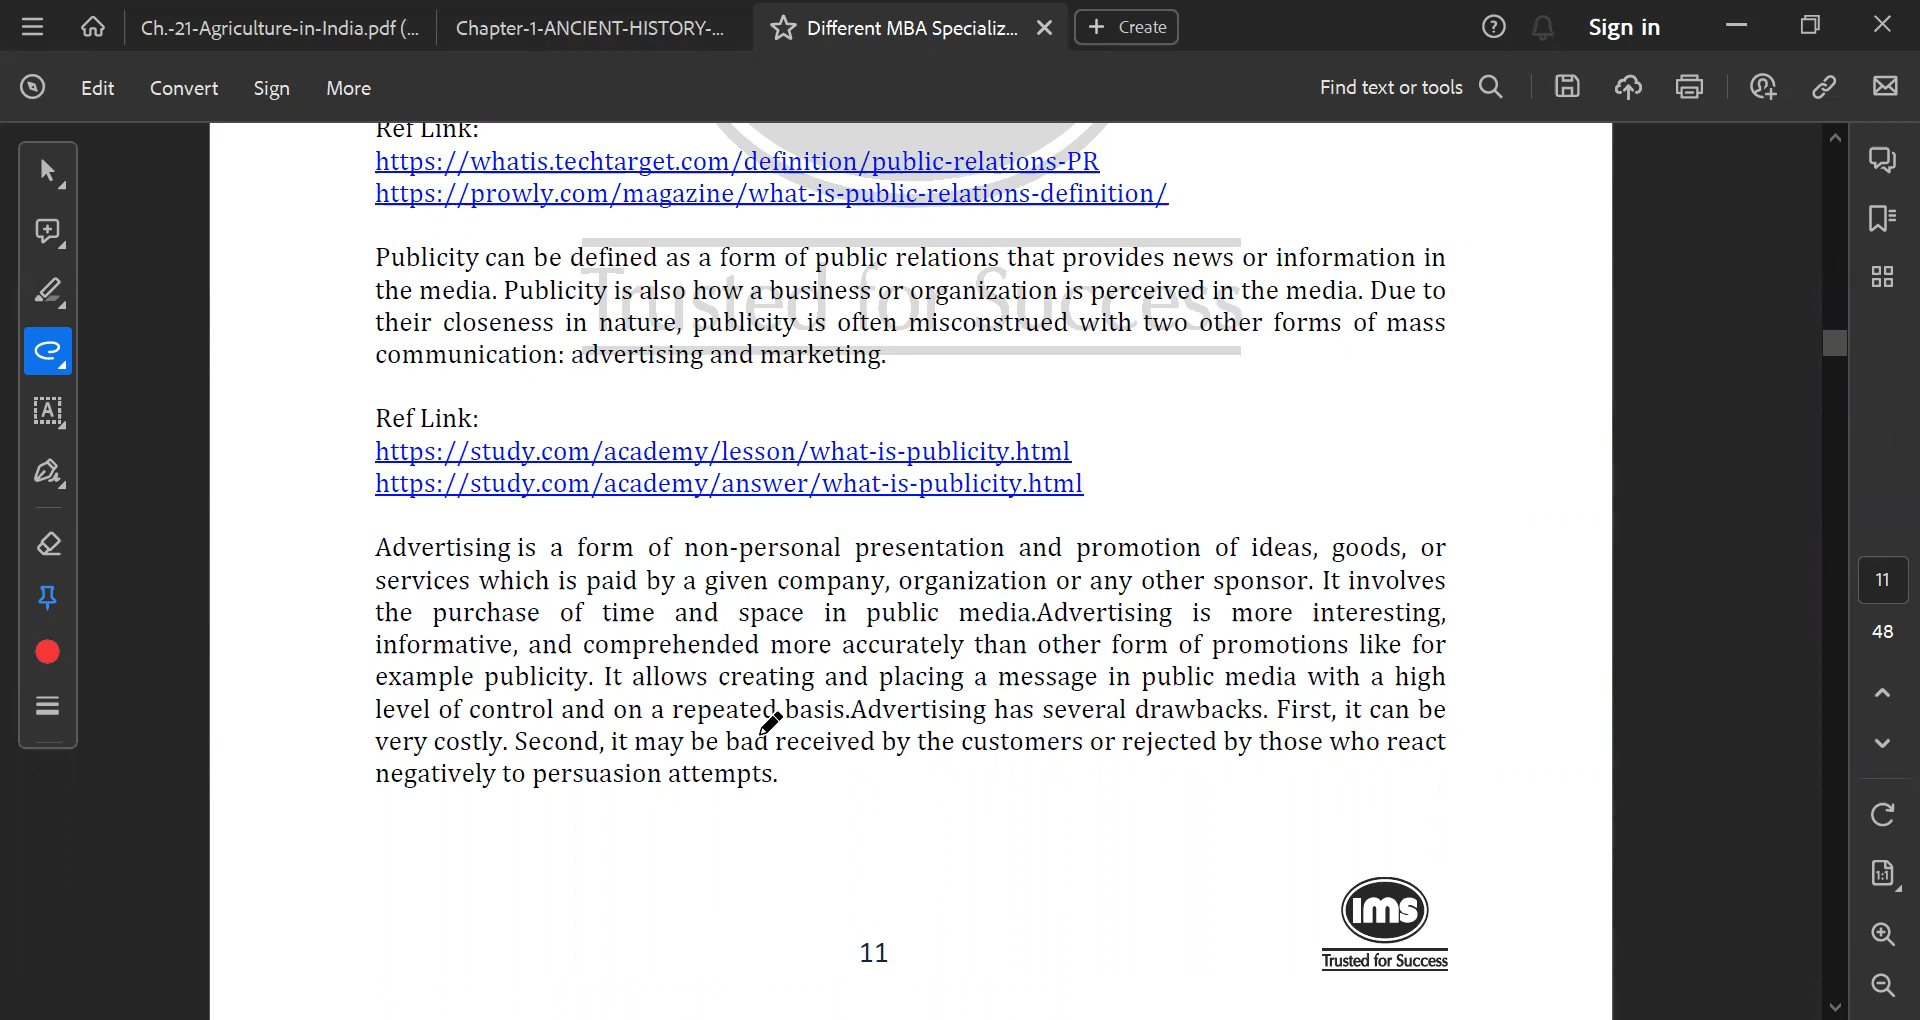 Ch.-21-Agriculture-in-India.pdf (...
Chapter-1-ANCIENT-HISTORY-...
Different MBA Specializ...
Create
Sign in
Edit
Convert
Sign
More
Find text or tools
Ref Link:
https://whatis.techtarget.com/definition/public-relations-PR
https://prowly.com/magazine/what-is-public-relations-definition/
Trusted for Success
Publicity can be defined as a form of public relations that provides news or information in
the media. Publicity is also how a business or organization is perceived in the media. Due to
their closeness in nature, publicity is often misconstrued with two other forms of mass
communication: advertising and marketing.
Ref Link:
https://study.com/academy/lesson/what-is-publicity.html
https://study.com/academy/answer/what-is-publicity.html
Advertising is a form of non-personal presentation and promotion of ideas, goods, or
services which is paid by a given company, organization or any other sponsor. It involves
the purchase of time and space in public media.Advertising is more interesting,
informative, and comprehended more accurately than other form of promotions like for
example publicity. It allows creating and placing a message in public media with a high
level of control and on a repeated basis.Advertising has several drawbacks. First, it can be
very costly. Second, it may be bad received by the customers or rejected by those who react
negatively to persuasion attempts.
11
ims
Trusted for Success
11
48
1:1